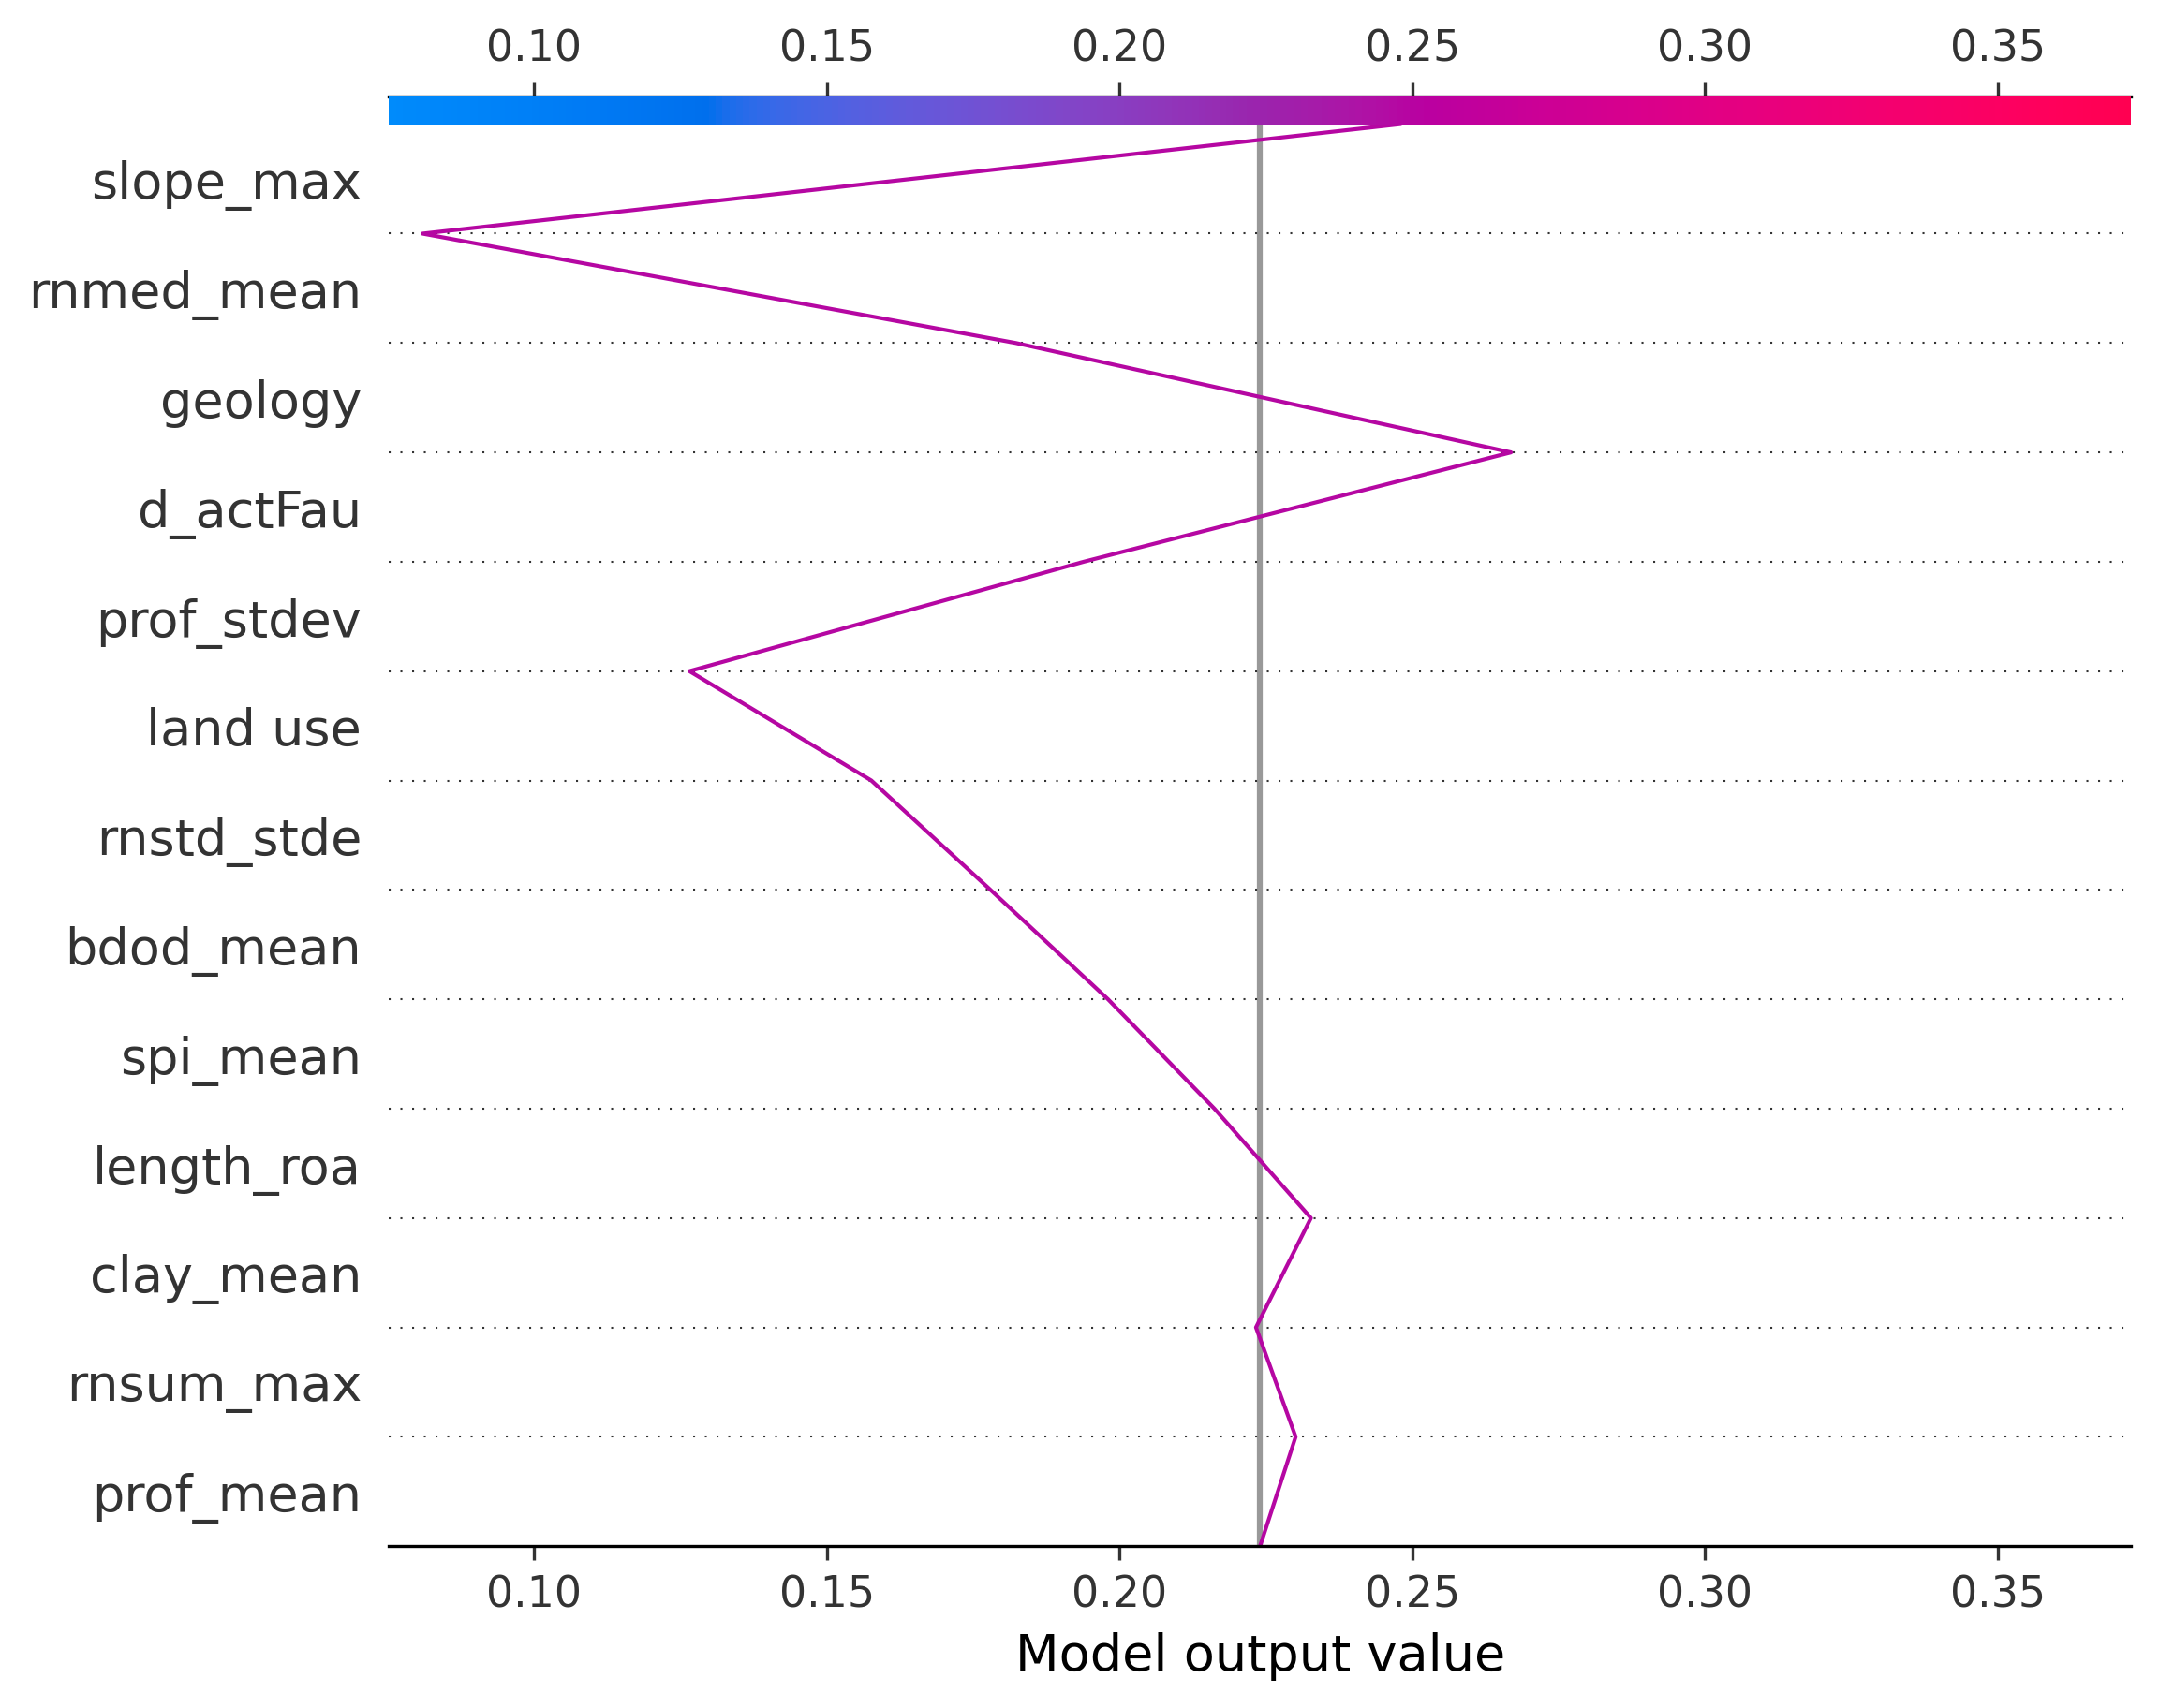 0.10 0.15 0.20 0.25 0.30 0.35
slope_max
rnmed_mean
geology
d_actFau
prof_stdev
land use
rnstd_stde
bdod_mean
spi_mean
length_roa
clay_mean
rnsum_max
prof_mean
0.10 0.15 0.20 0.25 0.30 0.35
Model output value